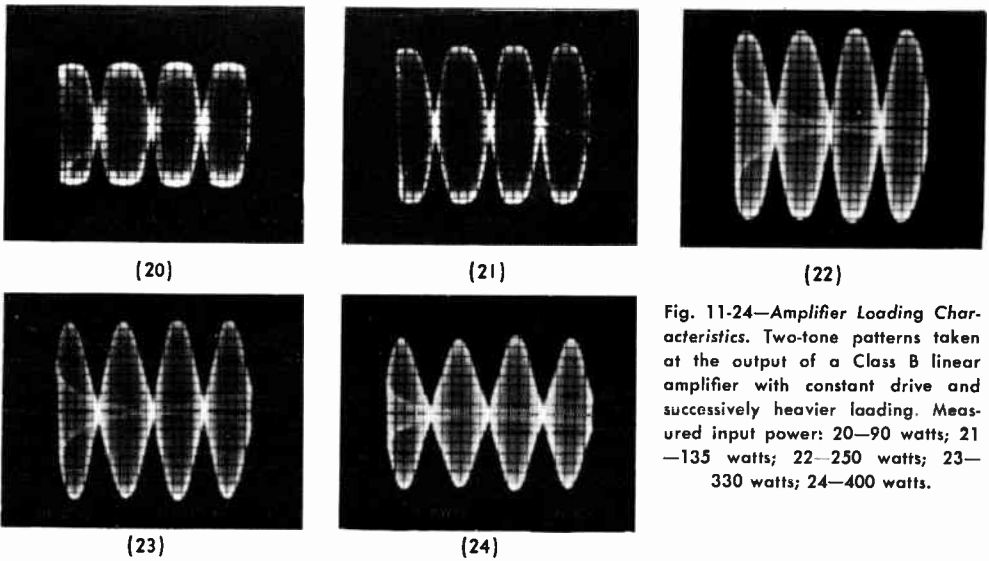 (20)
(21)
(22)
(23)
(24)
Fig. 11-24—Amplifier Loading Char-
acteristics. Two-tone patterns taken
at the output of a Class B linear
amplifier with constant drive and
successively heavier loading. Meas-
ured input power: 20—90 watts; 21
—135 watts; 22—250 watts; 23—
330 watts; 24—400 watts.